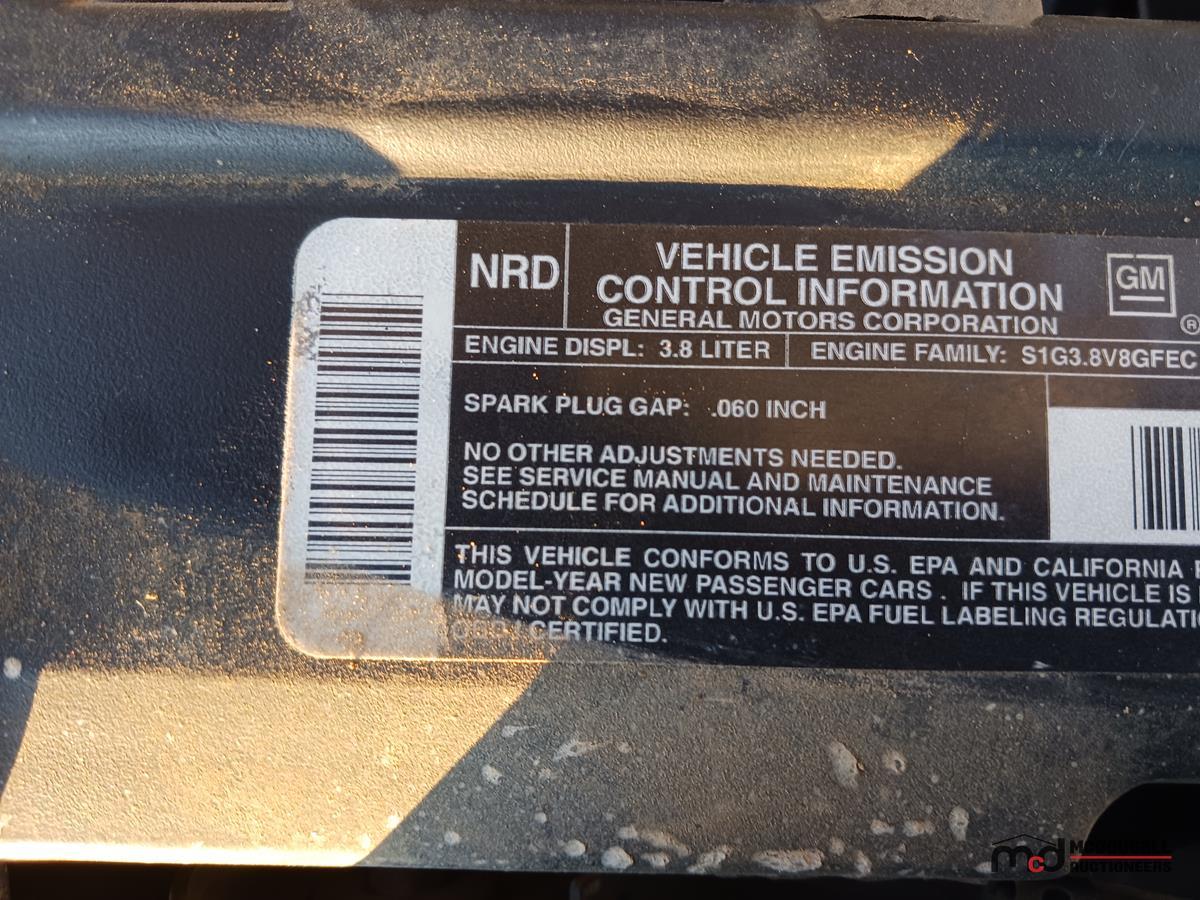 NRD
VEHICLE EMISSION
CONTROL INFORMATION
GENERAL MOTORS CORPORATION
GM
®
ENGINE DISPL: 3.8 LITER
ENGINE FAMILY: S1G3.8V8GFEC
SPARK PLUG GAP: .060 INCH
NO OTHER ADJUSTMENTS NEEDED.
SEE SERVICE MANUAL AND MAINTENANCE
SCHEDULE FOR ADDITIONAL INFORMATION.
THIS VEHICLE CONFORMS TO U.S. EPA AND CALIFORNIA
MODEL-YEAR NEW PASSENGER CARS . IF THIS VEHICLE IS
MAY NOT COMPLY WITH U.S. EPA FUEL LABELING REGULATI
CERTIFIED.
mcd
AUCTIONEERS